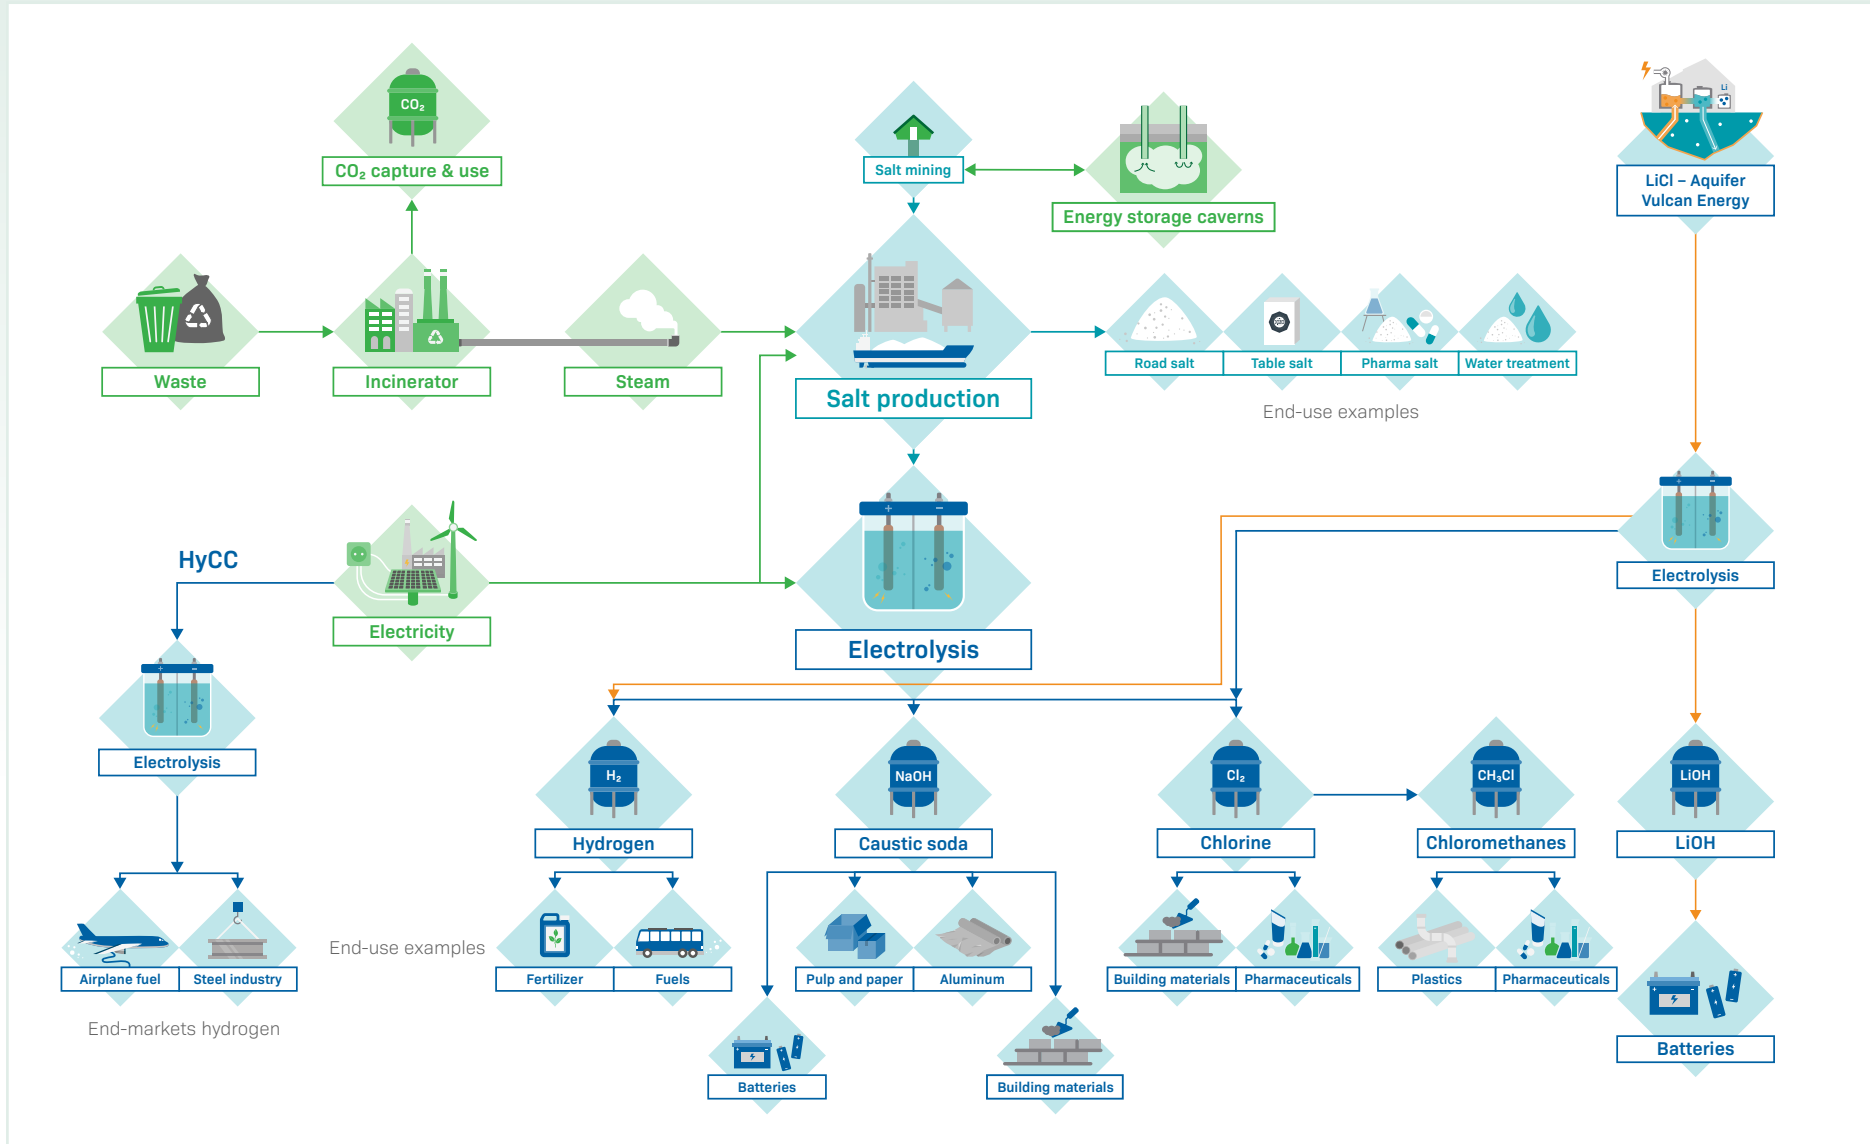 CO₂
CO₂ capture & use
Salt mining
Energy storage caverns
Li
LiCl – Aquifer
Vulcan Energy
Waste
Incinerator
Steam
Salt production
Road salt
Table salt
Pharma salt
Water treatment
End-use examples
HyCC
Electricity
Electrolysis
Electrolysis
Electrolysis
H₂
NaOH
Cl₂
CH₃Cl
LiOH
Hydrogen
Caustic soda
Chlorine
Chloromethanes
LiOH
End-use examples
Airplane fuel
Steel industry
Fertilizer
Fuels
Pulp and paper
Aluminum
Building materials
Pharmaceuticals
Plastics
Pharmaceuticals
End-markets hydrogen
Batteries
Building materials
Batteries